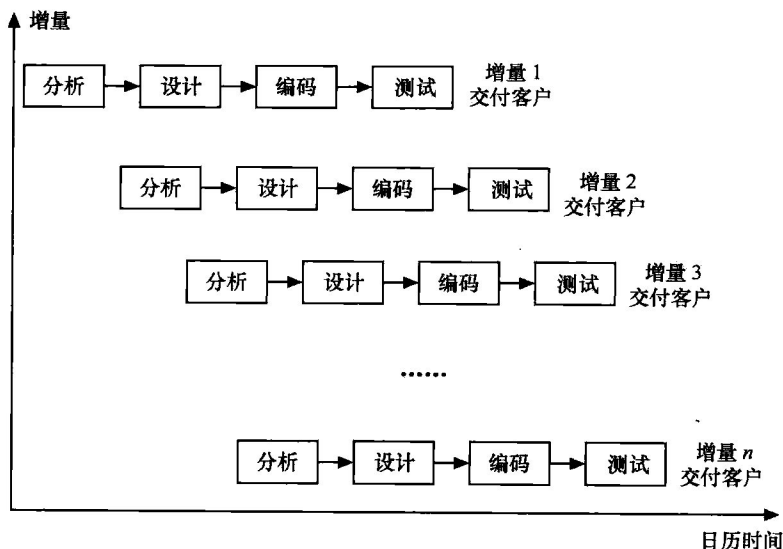 增量
分析 设计 编码 测试 增量 1
交付客户
分析 设计 编码 测试 增量 2
交付客户
分析 设计 编码 测试 增量 3
交付客户
……
分析 设计 编码 测试 增量 n
交付客户
日历时间